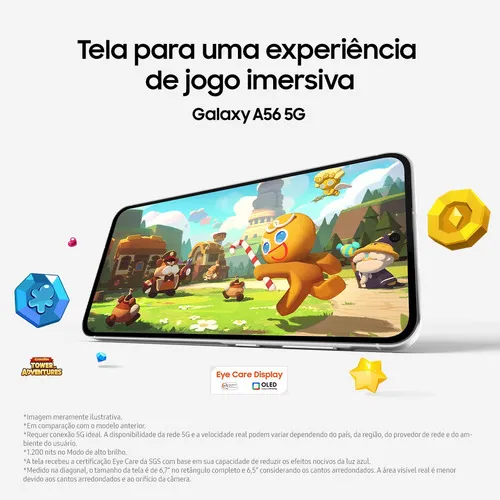 Tela para uma experiência
de jogo imersiva
Galaxy A56 5G
TOWER
ADVENTURES
Eye Care Display
OLED
*Imagem meramente ilustrativa.
*Em comparação com o modelo anterior.
*Requer conexão 5G ideal. A disponibilidade da rede 5G e a velocidade real podem variar dependendo do país, da região, do provedor de rede e do am-
biente do usuário.
*1.200 nits no Modo de alto brilho.
*A tela recebeu a certificação Eye Care da SGS com base em sua capacidade de reduzir os efeitos nocivos da luz azul.
*Medido na diagonal, o tamanho da tela é de 6,7" no retângulo completo e 6,5" considerando os cantos arredondados. A área visível real é menor
devido aos cantos arredondados e ao orifício da câmera.